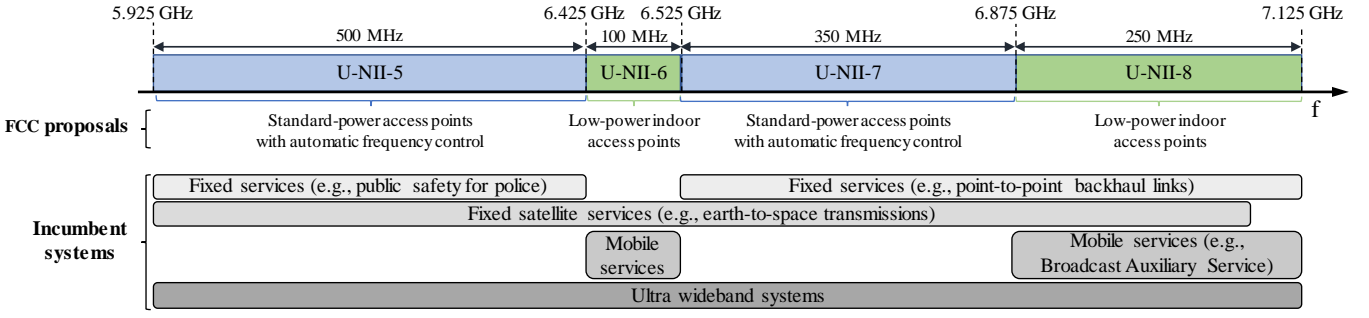 5.925 GHz 6.425 GHz 6.525 GHz 6.875 GHz 7.125 GHz
500 MHz 100 MHz 350 MHz 250 MHz
U-NII-5 U-NII-6 U-NII-7 U-NII-8
f
FCC proposals
Standard-power access points
with automatic frequency control
Low-power indoor
access points
Standard-power access points
with automatic frequency control
Low-power indoor
access points
Incumbent
systems
Fixed services (e.g., public safety for police)
Fixed services (e.g., point-to-point backhaul links)
Fixed satellite services (e.g., earth-to-space transmissions)
Mobile
services
Mobile services (e.g.,
Broadcast Auxiliary Service)
Ultra wideband systems